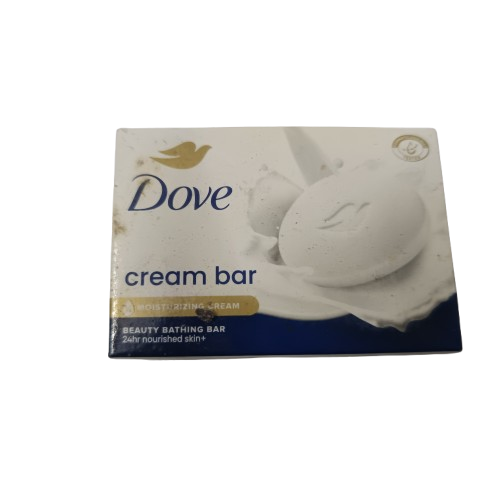 Dove
cream bar
MOISTURIZING CREAM
BEAUTY BATHING BAR
24hr nourished skin+